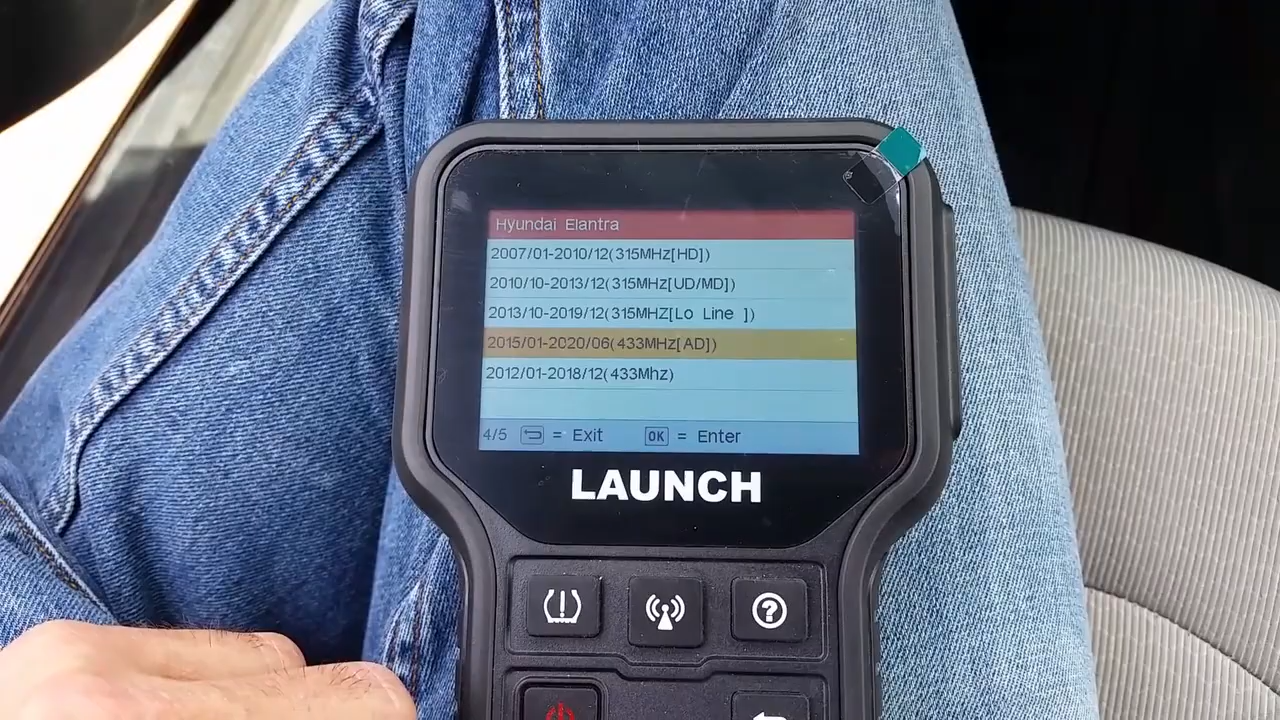 Hyundai Elantra
2007/01-2010/12(315MHz[HD])
2010/10-2013/12(315MHz[UD/MD])
2013/10-2019/12(315MHZ[Lo Line ])
2015/01-2020/06(433MHz[AD])
2012/01-2018/12(433Mhz)
4/5 = Exit OK = Enter
LAUNCH